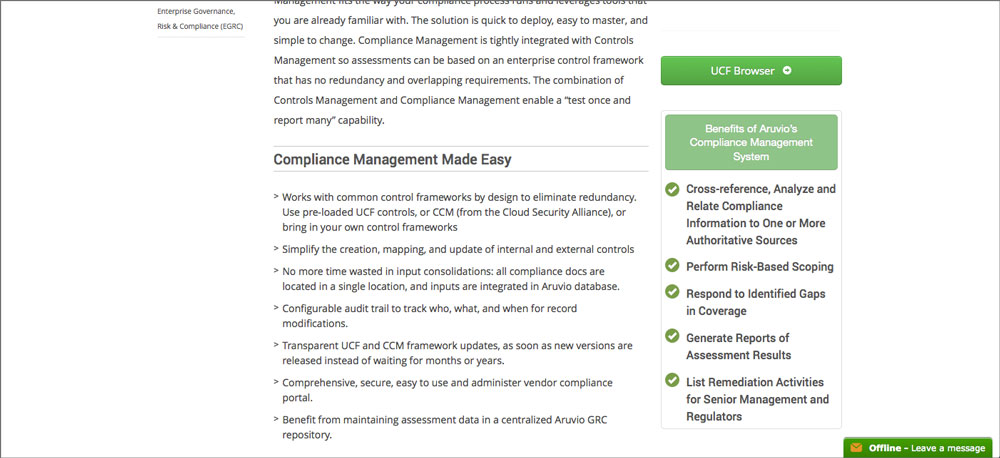 Enterprise Governance,
Risk & Compliance (EGRC)
Management fits the way your compliance process runs and leverages tools that
you are already familiar with. The solution is quick to deploy, easy to master, and
simple to change. Compliance Management is tightly integrated with Controls
Management so assessments can be based on an enterprise control framework
that has no redundancy and overlapping requirements. The combination of
Controls Management and Compliance Management enable a “test once and
report many” capability.
Compliance Management Made Easy
> Works with common control frameworks by design to eliminate redundancy.
Use pre-loaded UCF controls, or CCM (from the Cloud Security Alliance), or
bring in your own control frameworks
> Simplify the creation, mapping, and update of internal and external controls
> No more time wasted in input consolidations: all compliance docs are
located in a single location, and inputs are integrated in Aruvio database.
> Configurable audit trail to track who, what, and when for record
modifications.
> Transparent UCF and CCM framework updates, as soon as new versions are
released instead of waiting for months or years.
> Comprehensive, secure, easy to use and administer vendor compliance
portal.
> Benefit from maintaining assessment data in a centralized Aruvio GRC
repository.
UCF Browser
Benefits of Aruvio’s
Compliance Management
System
Cross-reference, Analyze and
Relate Compliance
Information to One or More
Authoritative Sources
Perform Risk-Based Scoping
Respond to Identified Gaps
in Coverage
Generate Reports of
Assessment Results
List Remediation Activities
for Senior Management and
Regulators
Offline – Leave a message